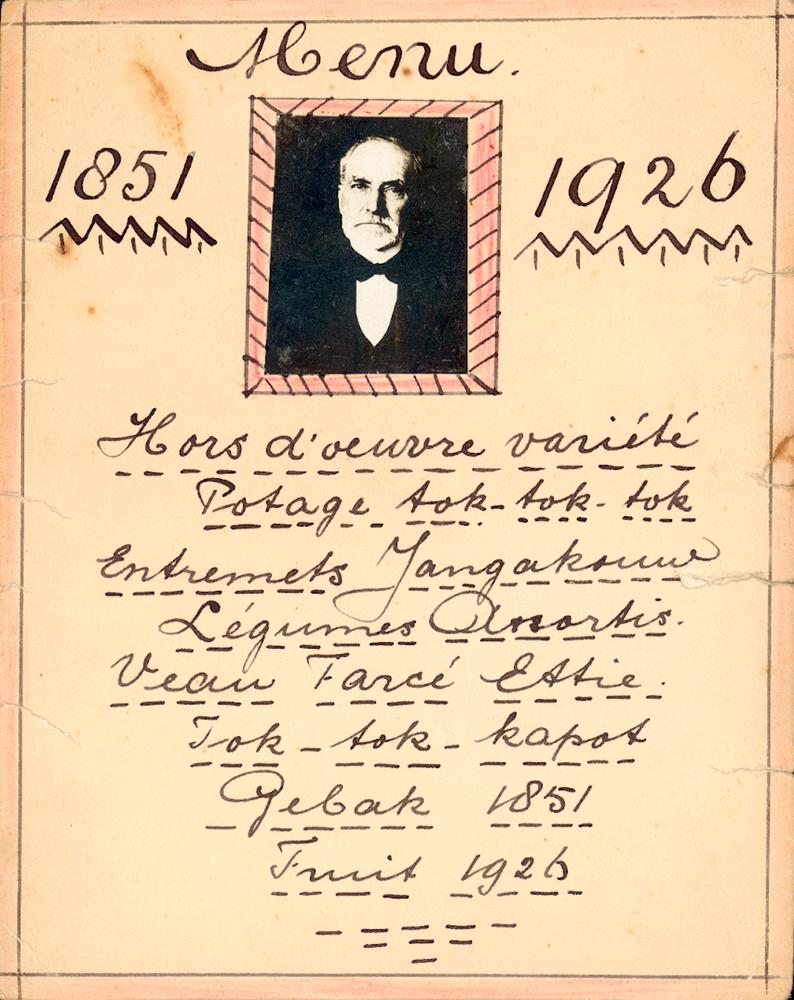 Menu.
1851
1926
Hors d'oeuvre variété
Potage tok-tok-tok
Entremets Jangakouw
Légumes Assortis.
Veau Farcé Ettie.
Tok-tok-kapot
Gebak 1851
Fruit 1926